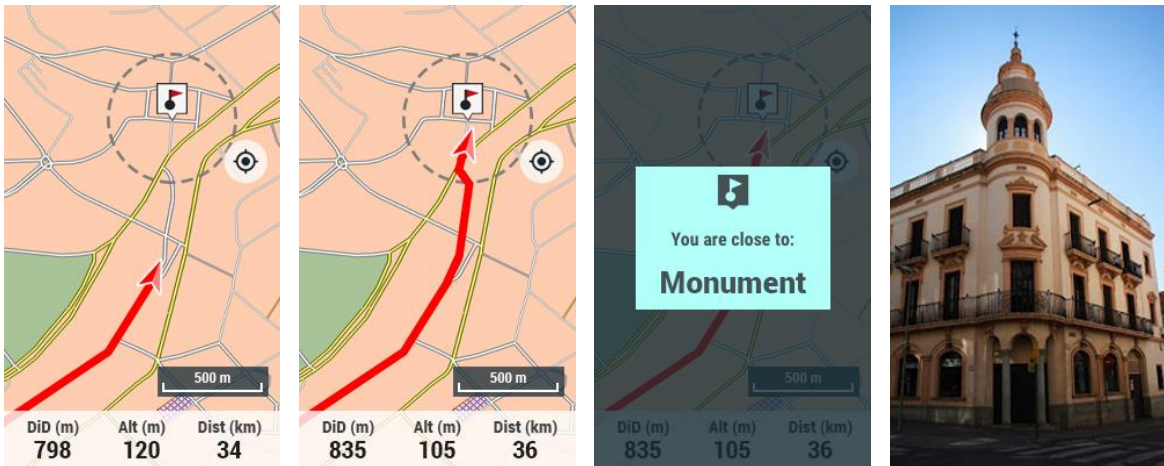 500 m
DiD (m) Alt (m) Dist (km)
798 120 34
500 m
DiD (m) Alt (m) Dist (km)
835 105 36
You are close to:
Monument
500 m
DiD (m) Alt (m) Dist (km)
835 105 36